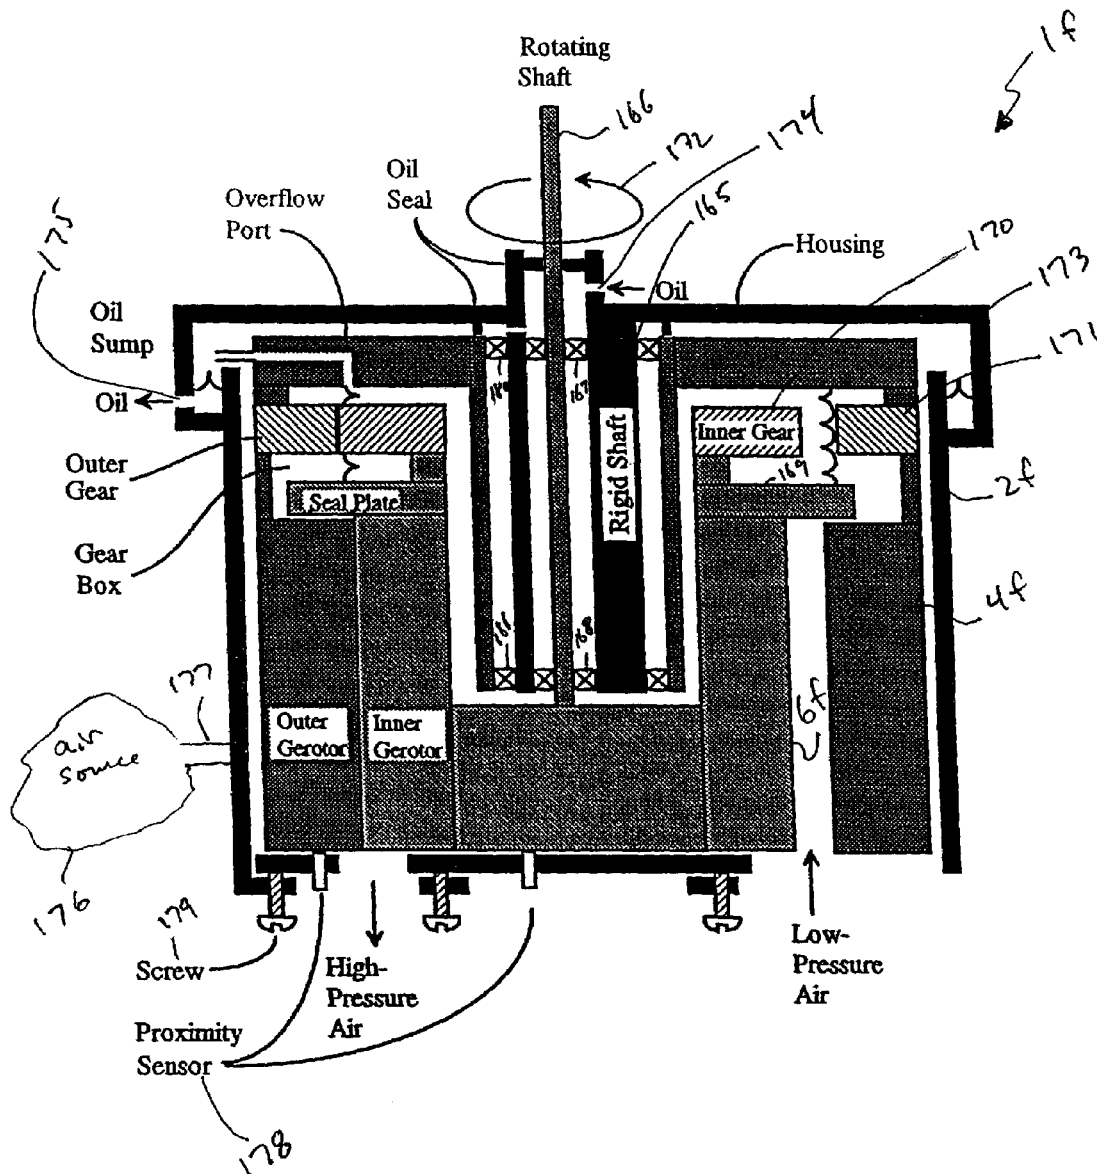 1f
Rotating
Shaft
166
174
172
Oil
Seal
165
Overflow
Port
175
170
Housing
173
Oil
Oil
Sump
171
167
Oil
Inner Gear
Rigid Shaft
Outer
Gear
169
2f
Seal Plate
Gear
Box
4f
168
177
6f
air
source
Outer
Gerotor
Inner
Gerotor
176
179
Screw
High-
Pressure
Air
Low-
Pressure
Air
Proximity
Sensor
178